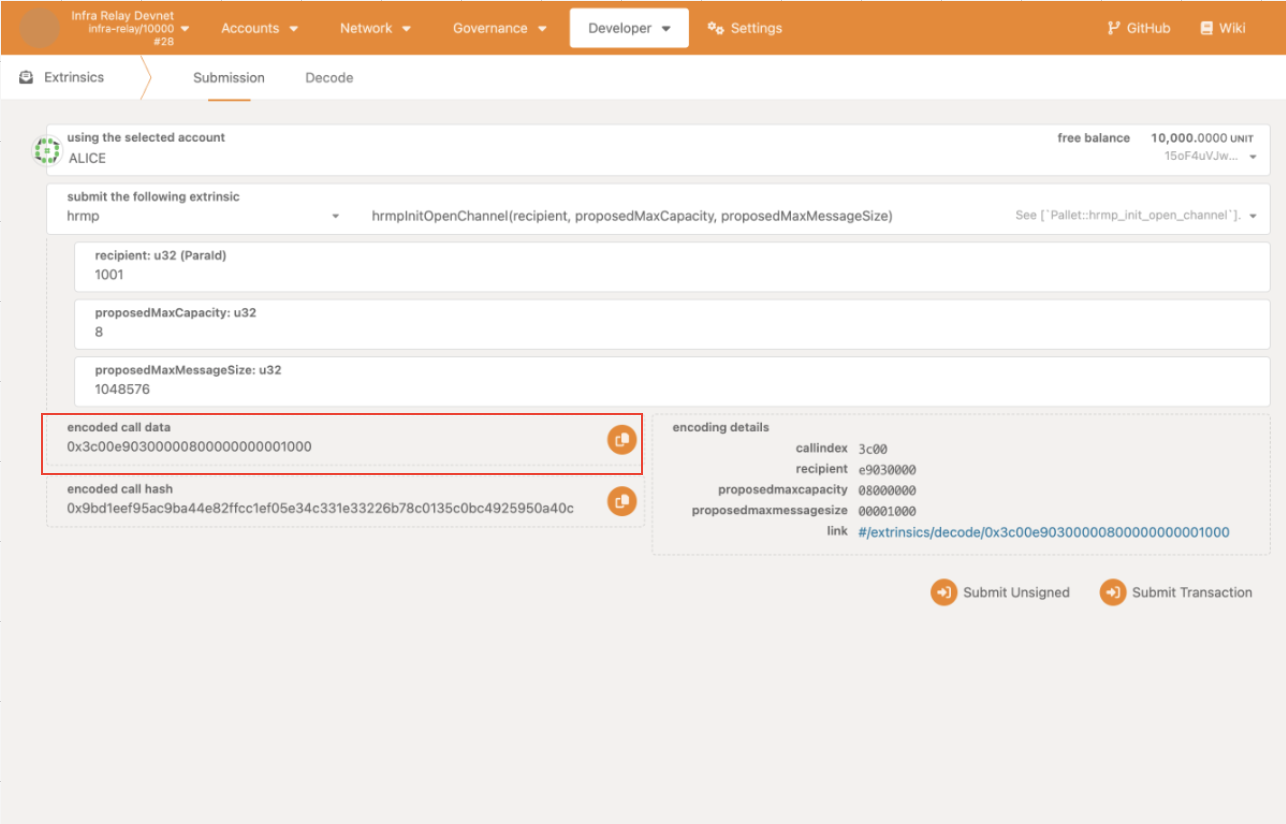 Infra Relay Devnet
infra-relay/10000
#28
Accounts
Network
Governance
Developer
Settings
GitHub
Wiki
Extrinsics
Submission
Decode
using the selected account
ALICE
free balance 10,000.0000 UNIT
15oF4uVJw...
submit the following extrinsic
hrmp
hrmpInitOpenChannel(recipient, proposedMaxCapacity, proposedMaxMessageSize)
See [`Pallet::hrmp_init_open_channel`].
recipient: u32 (ParaId)
1001
proposedMaxCapacity: u32
8
proposedMaxMessageSize: u32
1048576
encoded call data
0x3c00e90300000800000000001000
encoded call hash
0x9bd1eef95ac9ba44e82ffcc1ef05e34c331e33226b78c0135c0bc4925950a40c
encoding details
callindex 3c00
recipient e9030000
proposedmaxcapacity 08000000
proposedmaxmessagesize 00001000
link #/extrinsics/decode/0x3c00e90300000800000000001000
Submit Unsigned
Submit Transaction